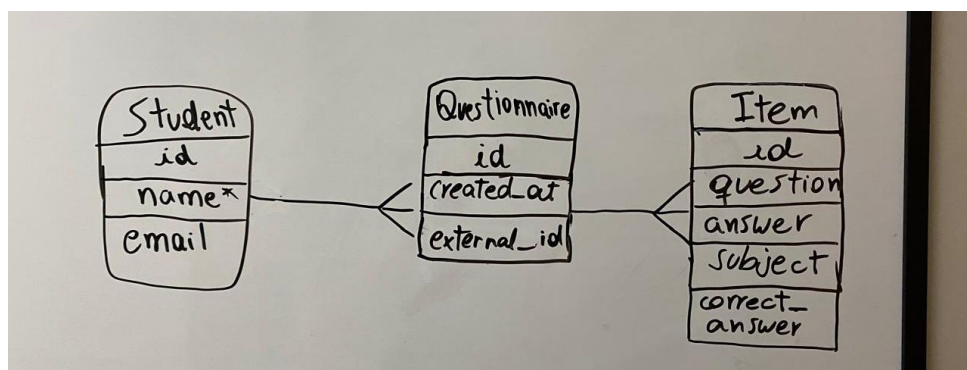 Student
id
name*
email
Questionnaire
id
created_at
external_id
Item
id
question
answer
subject
correct_
answer